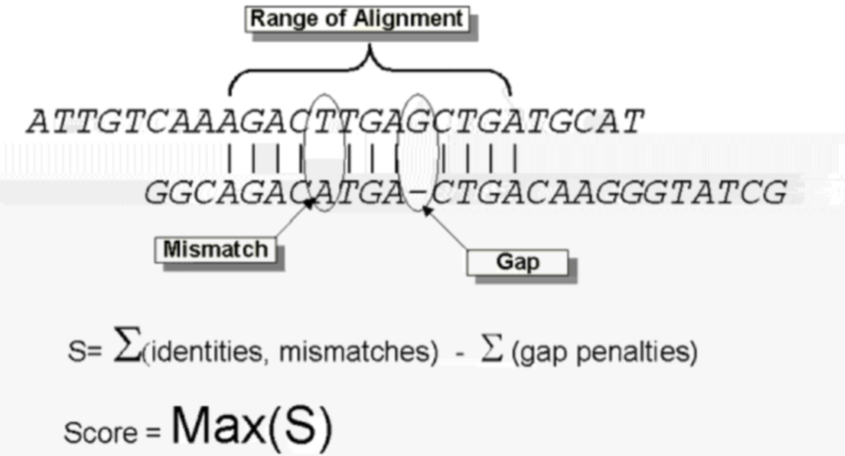 Range of Alignment
ATTGTCAAAGACTTGAGCTGATGCAT
GGCAGACATGA-CTGACAAGGGTATCG
Mismatch
Gap
S= Σ(identities, mismatches) - Σ (gap penalties)
Score = Max(S)